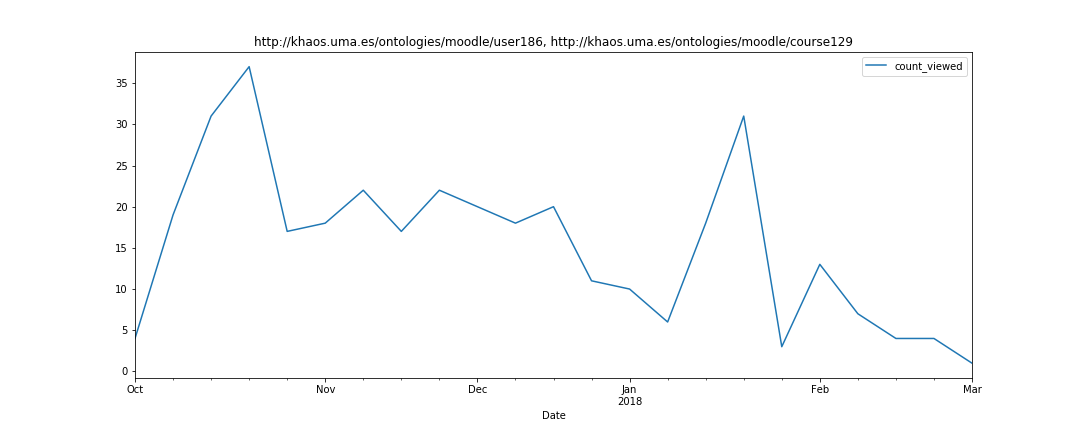 http://khaos.uma.es/ontologies/moodle/user186, http://khaos.uma.es/ontologies/moodle/course129
count_viewed
35
30
25
20
15
10
5
0
Oct Nov Dec Jan Feb Mar
2018
Date